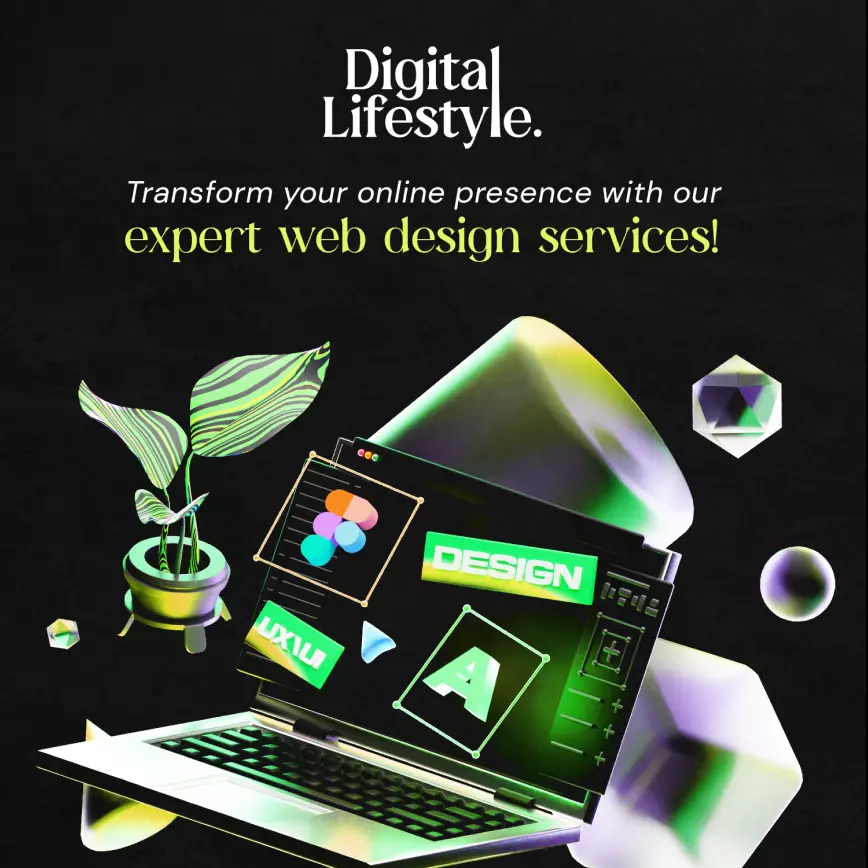 Digital
Lifestyle.
Transform your online presence with our
expert web design services!
DESIGN
UX\UI
A